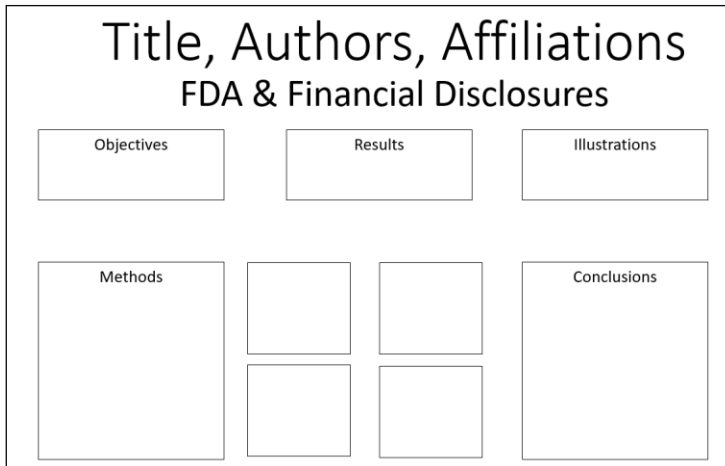 Title, Authors, Affiliations
FDA & Financial Disclosures
Objectives
Results
Illustrations
Methods
Conclusions